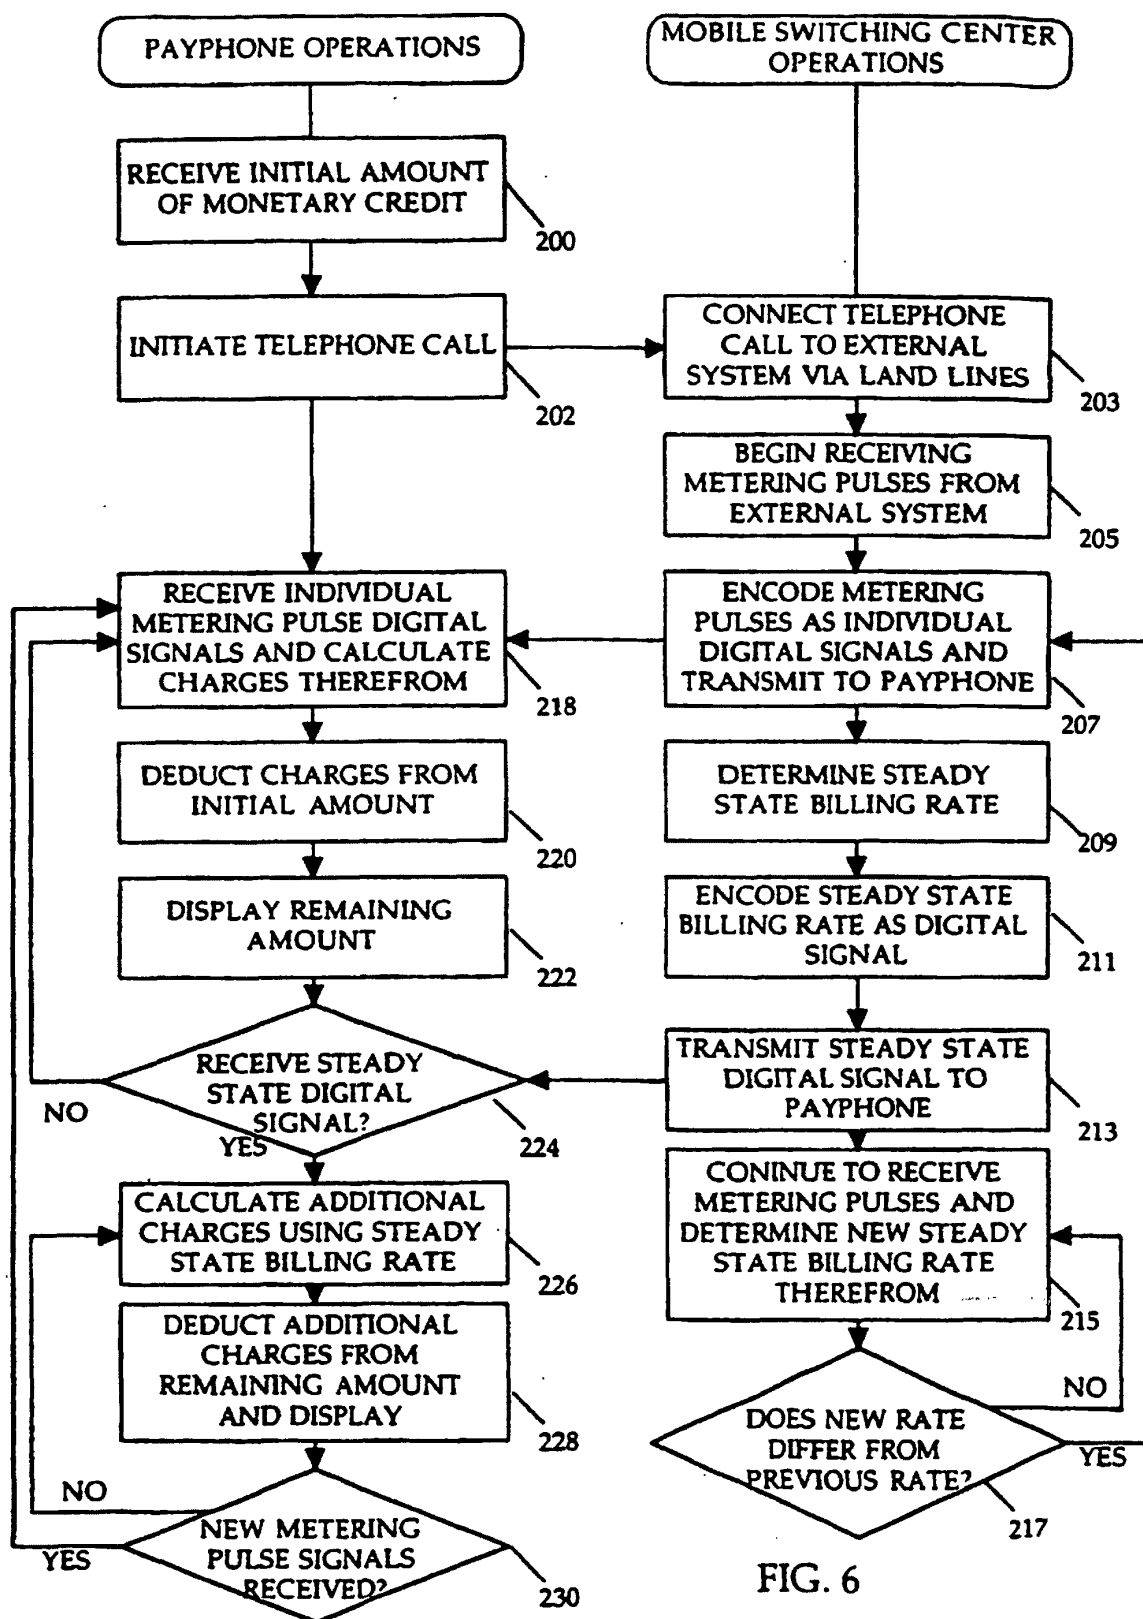 PAYPHONE OPERATIONS
MOBILE SWITCHING CENTER
OPERATIONS
RECEIVE INITIAL AMOUNT
OF MONETARY CREDIT
200
INITIATE TELEPHONE CALL
202
CONNECT TELEPHONE
CALL TO EXTERNAL
SYSTEM VIA LAND LINES
203
BEGIN RECEIVING
METERING PULSES FROM
EXTERNAL SYSTEM
205
RECEIVE INDIVIDUAL
METERING PULSE DIGITAL
SIGNALS AND CALCULATE
CHARGES THEREFROM
218
ENCODE METERING
PULSES AS INDIVIDUAL
DIGITAL SIGNALS AND
TRANSMIT TO PAYPHONE
207
DEDUCT CHARGES FROM
INITIAL AMOUNT
220
DETERMINE STEADY
STATE BILLING RATE
209
DISPLAY REMAINING
AMOUNT
222
ENCODE STEADY STATE
BILLING RATE AS DIGITAL
SIGNAL
211
RECEIVE STEADY
STATE DIGITAL
SIGNAL?
NO
YES
224
TRANSMIT STEADY STATE
DIGITAL SIGNAL TO
PAYPHONE
213
CALCULATE ADDITIONAL
CHARGES USING STEADY
STATE BILLING RATE
226
CONINUE TO RECEIVE
METERING PULSES AND
DETERMINE NEW STEADY
STATE BILLING RATE
THEREFROM
215
DEDUCT ADDITIONAL
CHARGES FROM
REMAINING AMOUNT
AND DISPLAY
228
DOES NEW RATE
DIFFER FROM
PREVIOUS RATE?
NO
YES
217
NEW METERING
PULSE SIGNALS
RECEIVED?
NO
YES
230
FIG. 6